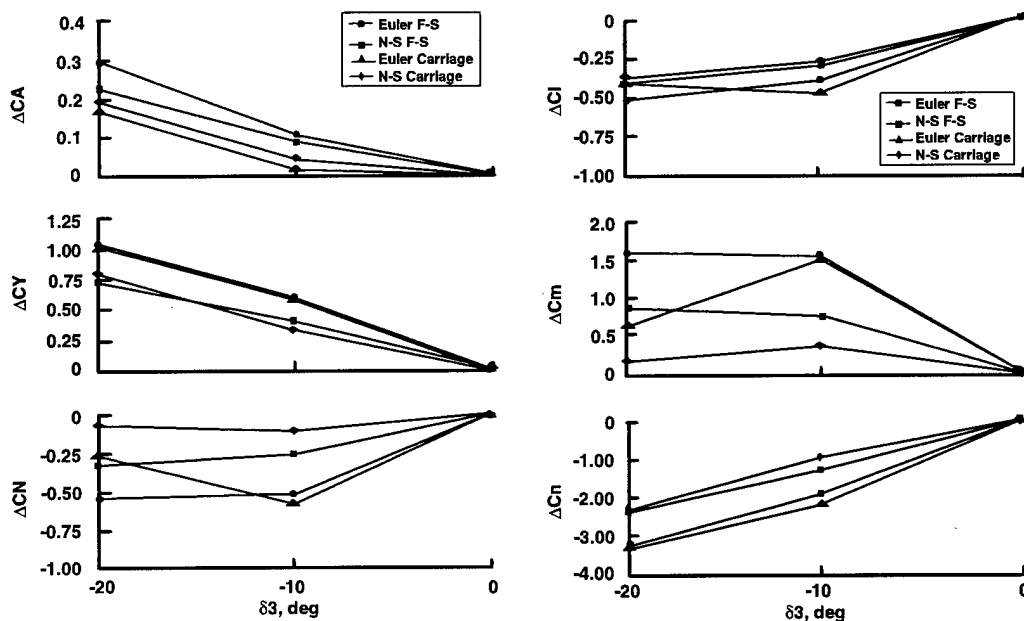 0.4
0.3
0.2
0.1
0
ΔCA
Euler F-S
N-S F-S
Euler Carriage
N-S Carriage
1.25
1.00
0.75
0.50
0.25
0
ΔCY
0
-0.25
-0.50
-0.75
-1.00
ΔCN
-20
-10
0
δ3, deg
0
-0.25
-0.50
-0.75
-1.00
ΔCl
Euler F-S
N-S F-S
Euler Carriage
N-S Carriage
2.0
1.5
1.0
0.5
0
ΔCm
0
-1.00
-2.00
-3.00
-4.00
ΔCn
-20
-10
0
δ3, deg